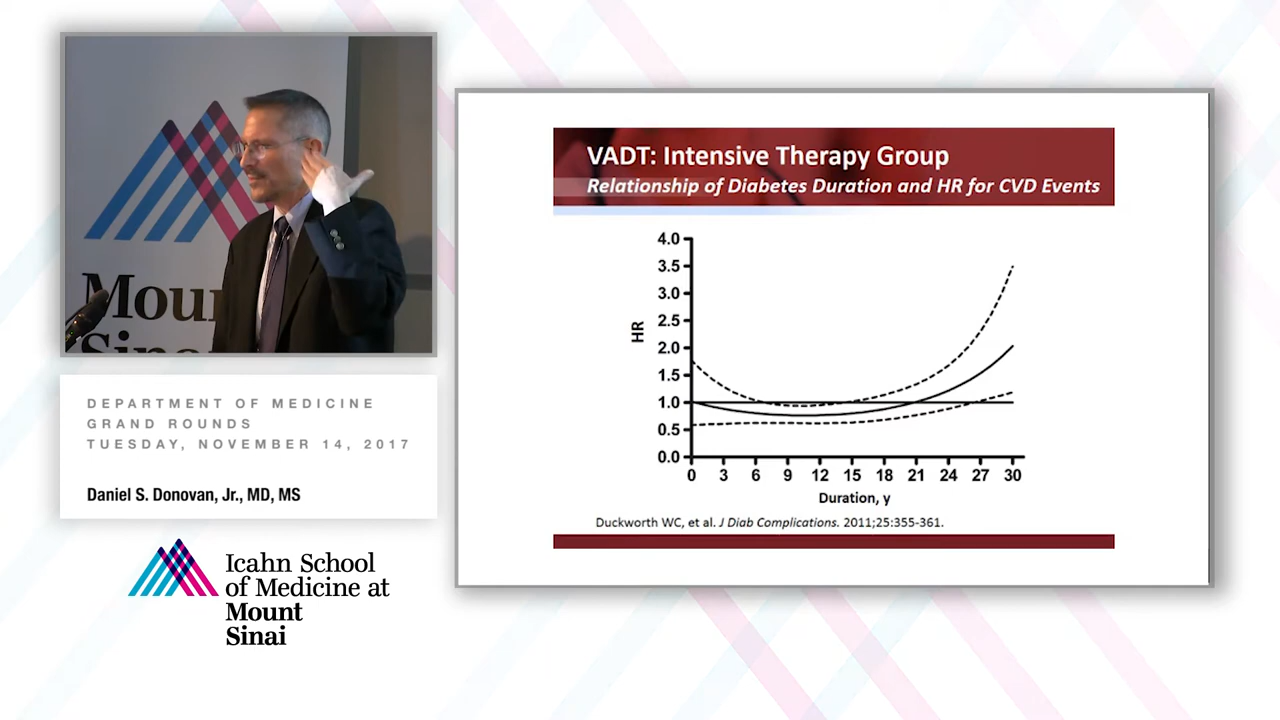 Mount
Sinai
DEPARTMENT OF MEDICINE
GRAND ROUNDS
TUESDAY, NOVEMBER 14, 2017
Daniel S. Donovan, Jr., MD, MS
Icahn School
of Medicine at
Mount
Sinai
VADT: Intensive Therapy Group
Relationship of Diabetes Duration and HR for CVD Events
4.0
3.5
3.0
2.5
2.0
1.5
1.0
0.5
0.0
HR
0 3 6 9 12 15 18 21 24 27 30
Duration, y
Duckworth WC, et al. J Diab Complications. 2011;25:355-361.